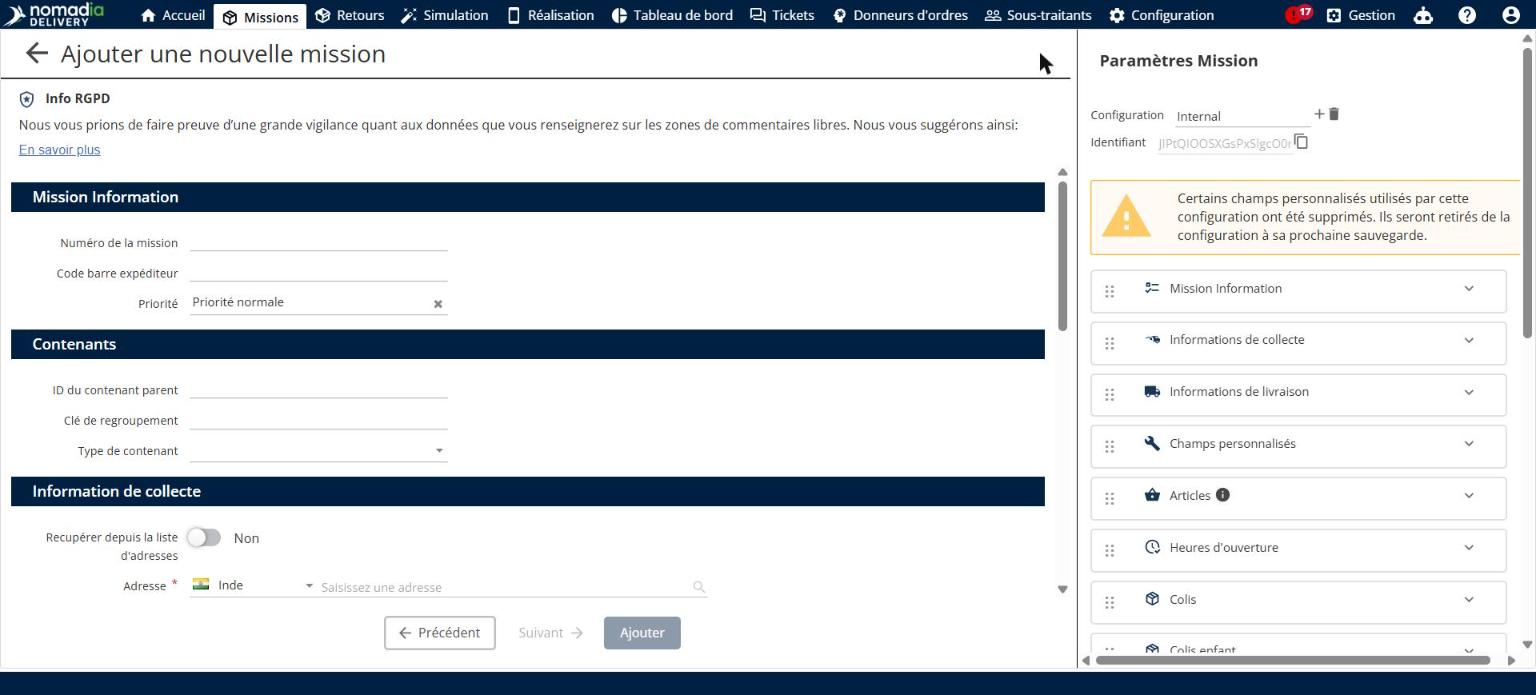 nomadia DELIVERY Accueil Missions Retours Simulation Réalisation Tableau de bord Tickets Donneurs d'ordres Sous-traitants Configuration 17 Gestion
Ajouter une nouvelle mission
Info RGPD
Nous vous prions de faire preuve d'une grande vigilance quant aux données que vous renseignerez sur les zones de commentaires libres. Nous vous suggérons ainsi:
En savoir plus
Mission Information
Numéro de la mission
Code barre expéditeur
Priorité Priorité normale
Contenants
ID du contenant parent
Clé de regroupement
Type de contenant
Information de collecte
Recupérer depuis la liste
d'adresses Non
Adresse * Inde Saisissez une adresse
Précédent Suivant Ajouter
Paramètres Mission
Configuration Internal
Identifiant
Certains champs personnalisés utilisés par cette
configuration ont été supprimés. Ils seront retirés de la
configuration à sa prochaine sauvegarde.
Mission Information
Informations de collecte
Informations de livraison
Champs personnalisés
Articles
Heures d'ouverture
Colis
Colis enfant